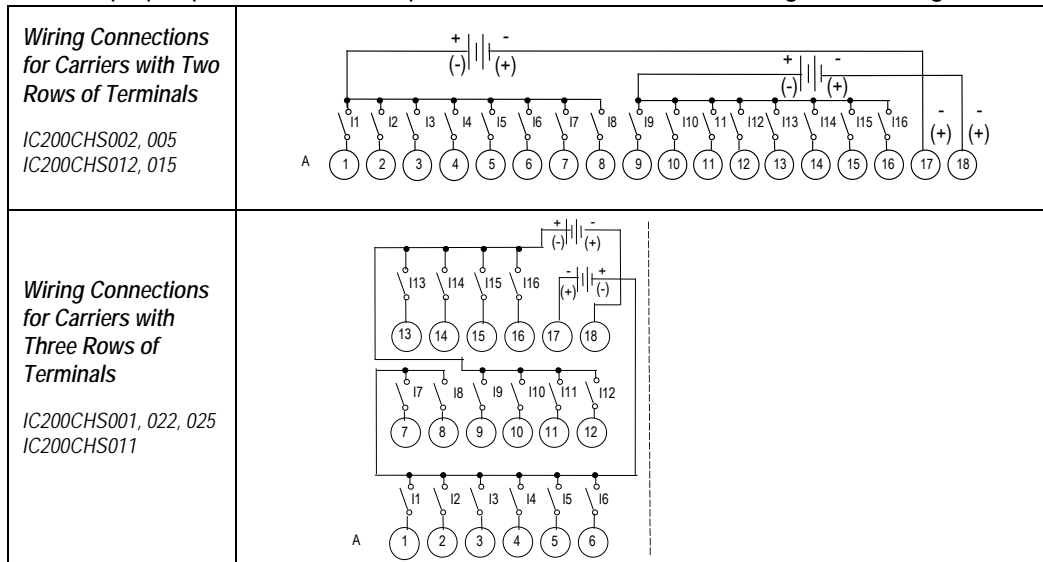 Wiring Connections
for Carriers with Two
Rows of Terminals
IC200CHS002, 005
IC200CHS012, 015
+ -
(-) (+)
+ -
(-) (+)
I1 I2 I3 I4 I5 I6 I7 I8 I9 I10 I11 I12 I13 I14 I15 I16
- -
(+) (+)
A 1 2 3 4 5 6 7 8 9 10 11 12 13 14 15 16 17 18
Wiring Connections
for Carriers with
Three Rows of
Terminals
IC200CHS001, 022, 025
IC200CHS011
+ -
(-) (+)
- +
(+) (-)
I13 I14 I15 I16
13 14 15 16 17 18
I7 I8 I9 I10 I11 I12
7 8 9 10 11 12
I1 I2 I3 I4 I5 I6
A 1 2 3 4 5 6